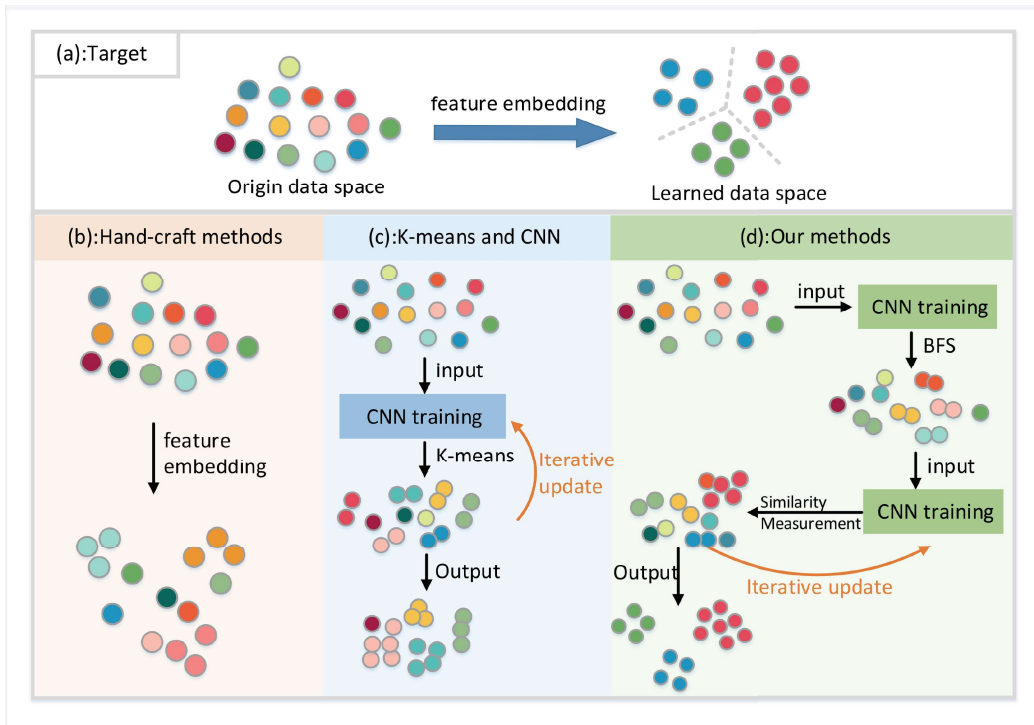 (a):Target
feature embedding
Origin data space
Learned data space
(b):Hand-craft methods
feature
embedding
(c):K-means and CNN
input
CNN training
K-means
Iterative
update
Output
(d):Our methods
input
CNN training
BFS
input
CNN training
Similarity
Measurement
Iterative update
Output